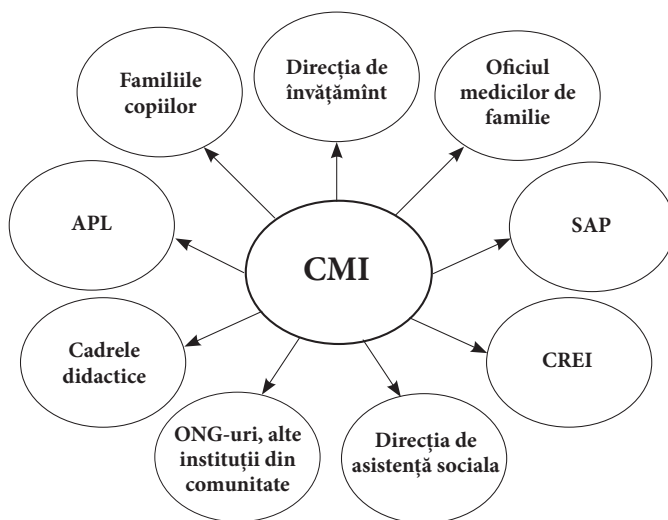 Familiile
copiilor
Direcția de
învățămînt
Oficiul
medicilor de
familie
APL
CMI
SAP
Cadrele
didactice
CREI
ONG-uri, alte
instituții din
comunitate
Direcția de
asistență sociala